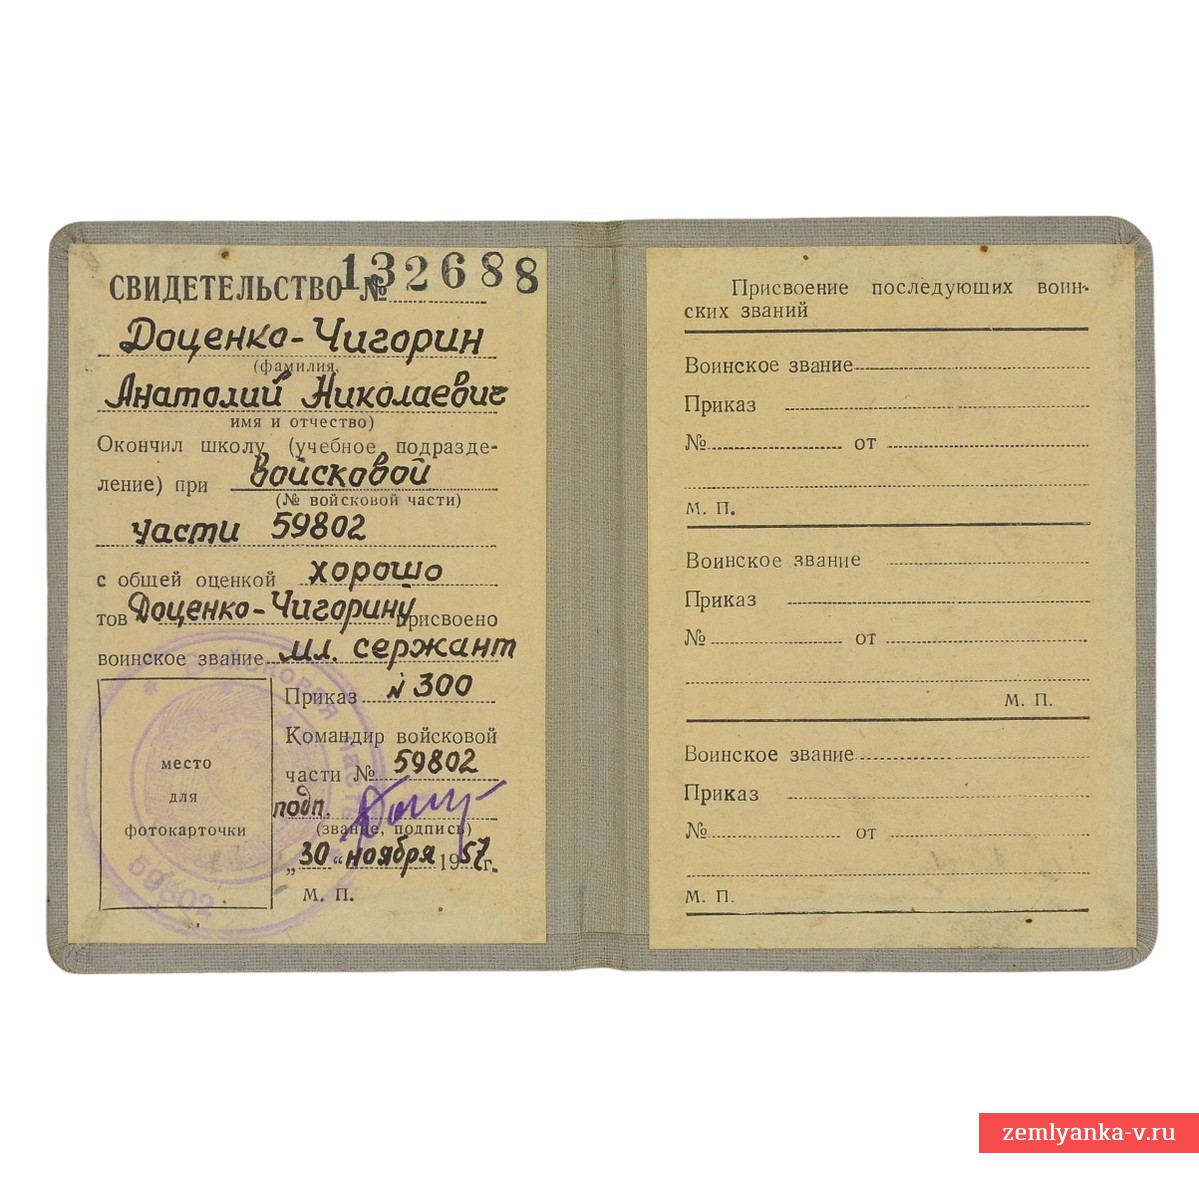 СВИДЕТЕЛЬСТВО № 132688
Доценко-Чигорин
(фамилия,
Анатолий Николаевич
имя и отчество)
Окончил школу (учебное подразде-
ление) при войсковой
(№ войсковой части)
части 59802
с общей оценкой хорошо
тов Доценко-Чигорину присвоено
воинское звание мл. сержант
Приказ № 300
Командир войсковой
части № 59802
подп.
(звание, подпись)
„30“ ноября 1957 г.
М. П.
место
для
фотокарточки
Войсковая часть
59802
Присвоение последующих воин-
ских званий
Воинское звание
Приказ
№ от
М. П.
Воинское звание
Приказ
№ от
М. П.
Воинское звание
Приказ
№ от
М. П.
zemlyanka-v.ru